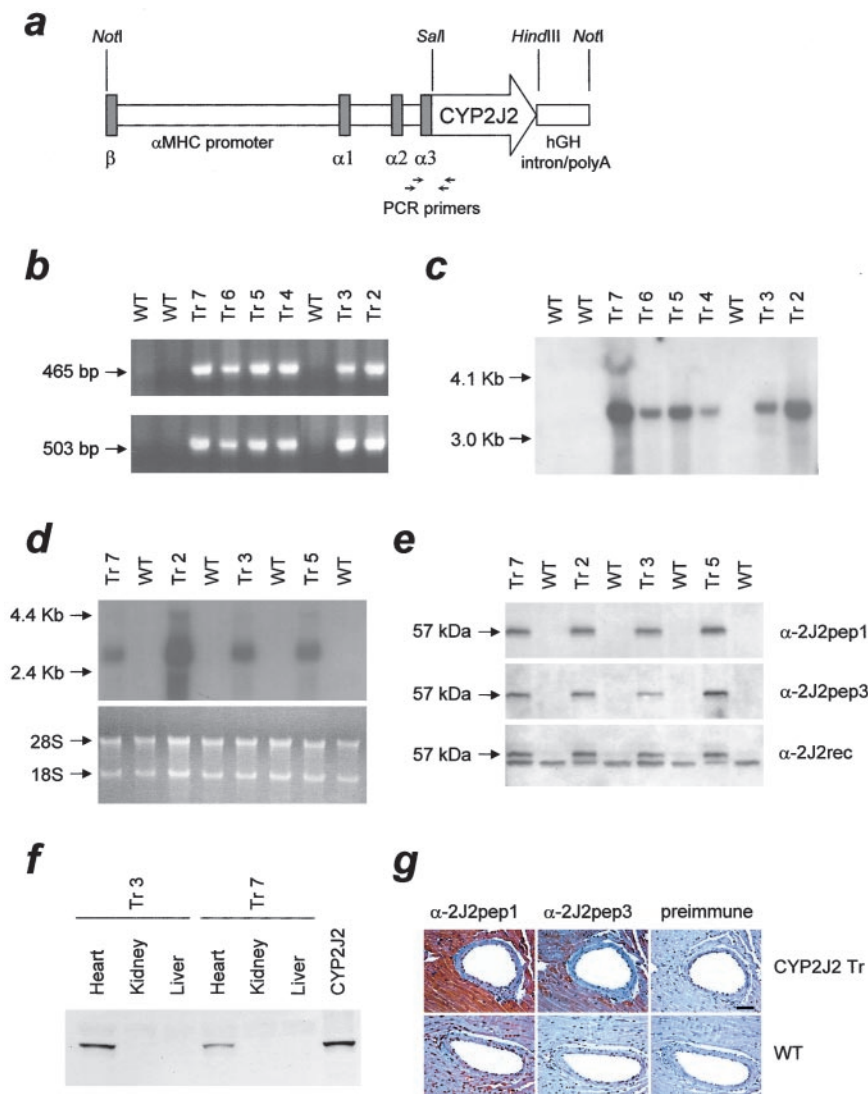 a
NotI SalI HindIII NotI
CYP2J2
αMHC promoter
hGH
β α1 α2 α3
intron/polyA
PCR primers
b
WT WT Tr 7 Tr 6 Tr 5 Tr 4 WT Tr 3 Tr 2
465 bp
503 bp
c
WT WT Tr 7 Tr 6 Tr 5 Tr 4 WT Tr 3 Tr 2
4.1 Kb
3.0 Kb
d
Tr 7 WT Tr 2 WT Tr 3 WT Tr 5 WT
4.4 Kb
2.4 Kb
28S
18S
e
Tr 7 WT Tr 2 WT Tr 3 WT Tr 5 WT
57 kDa α-2J2pep1
57 kDa α-2J2pep3
57 kDa α-2J2rec
f
Tr 3 Tr 7
Heart Kidney Liver Heart Kidney Liver CYP2J2
g
α-2J2pep1 α-2J2pep3 preimmune
CYP2J2 Tr
WT